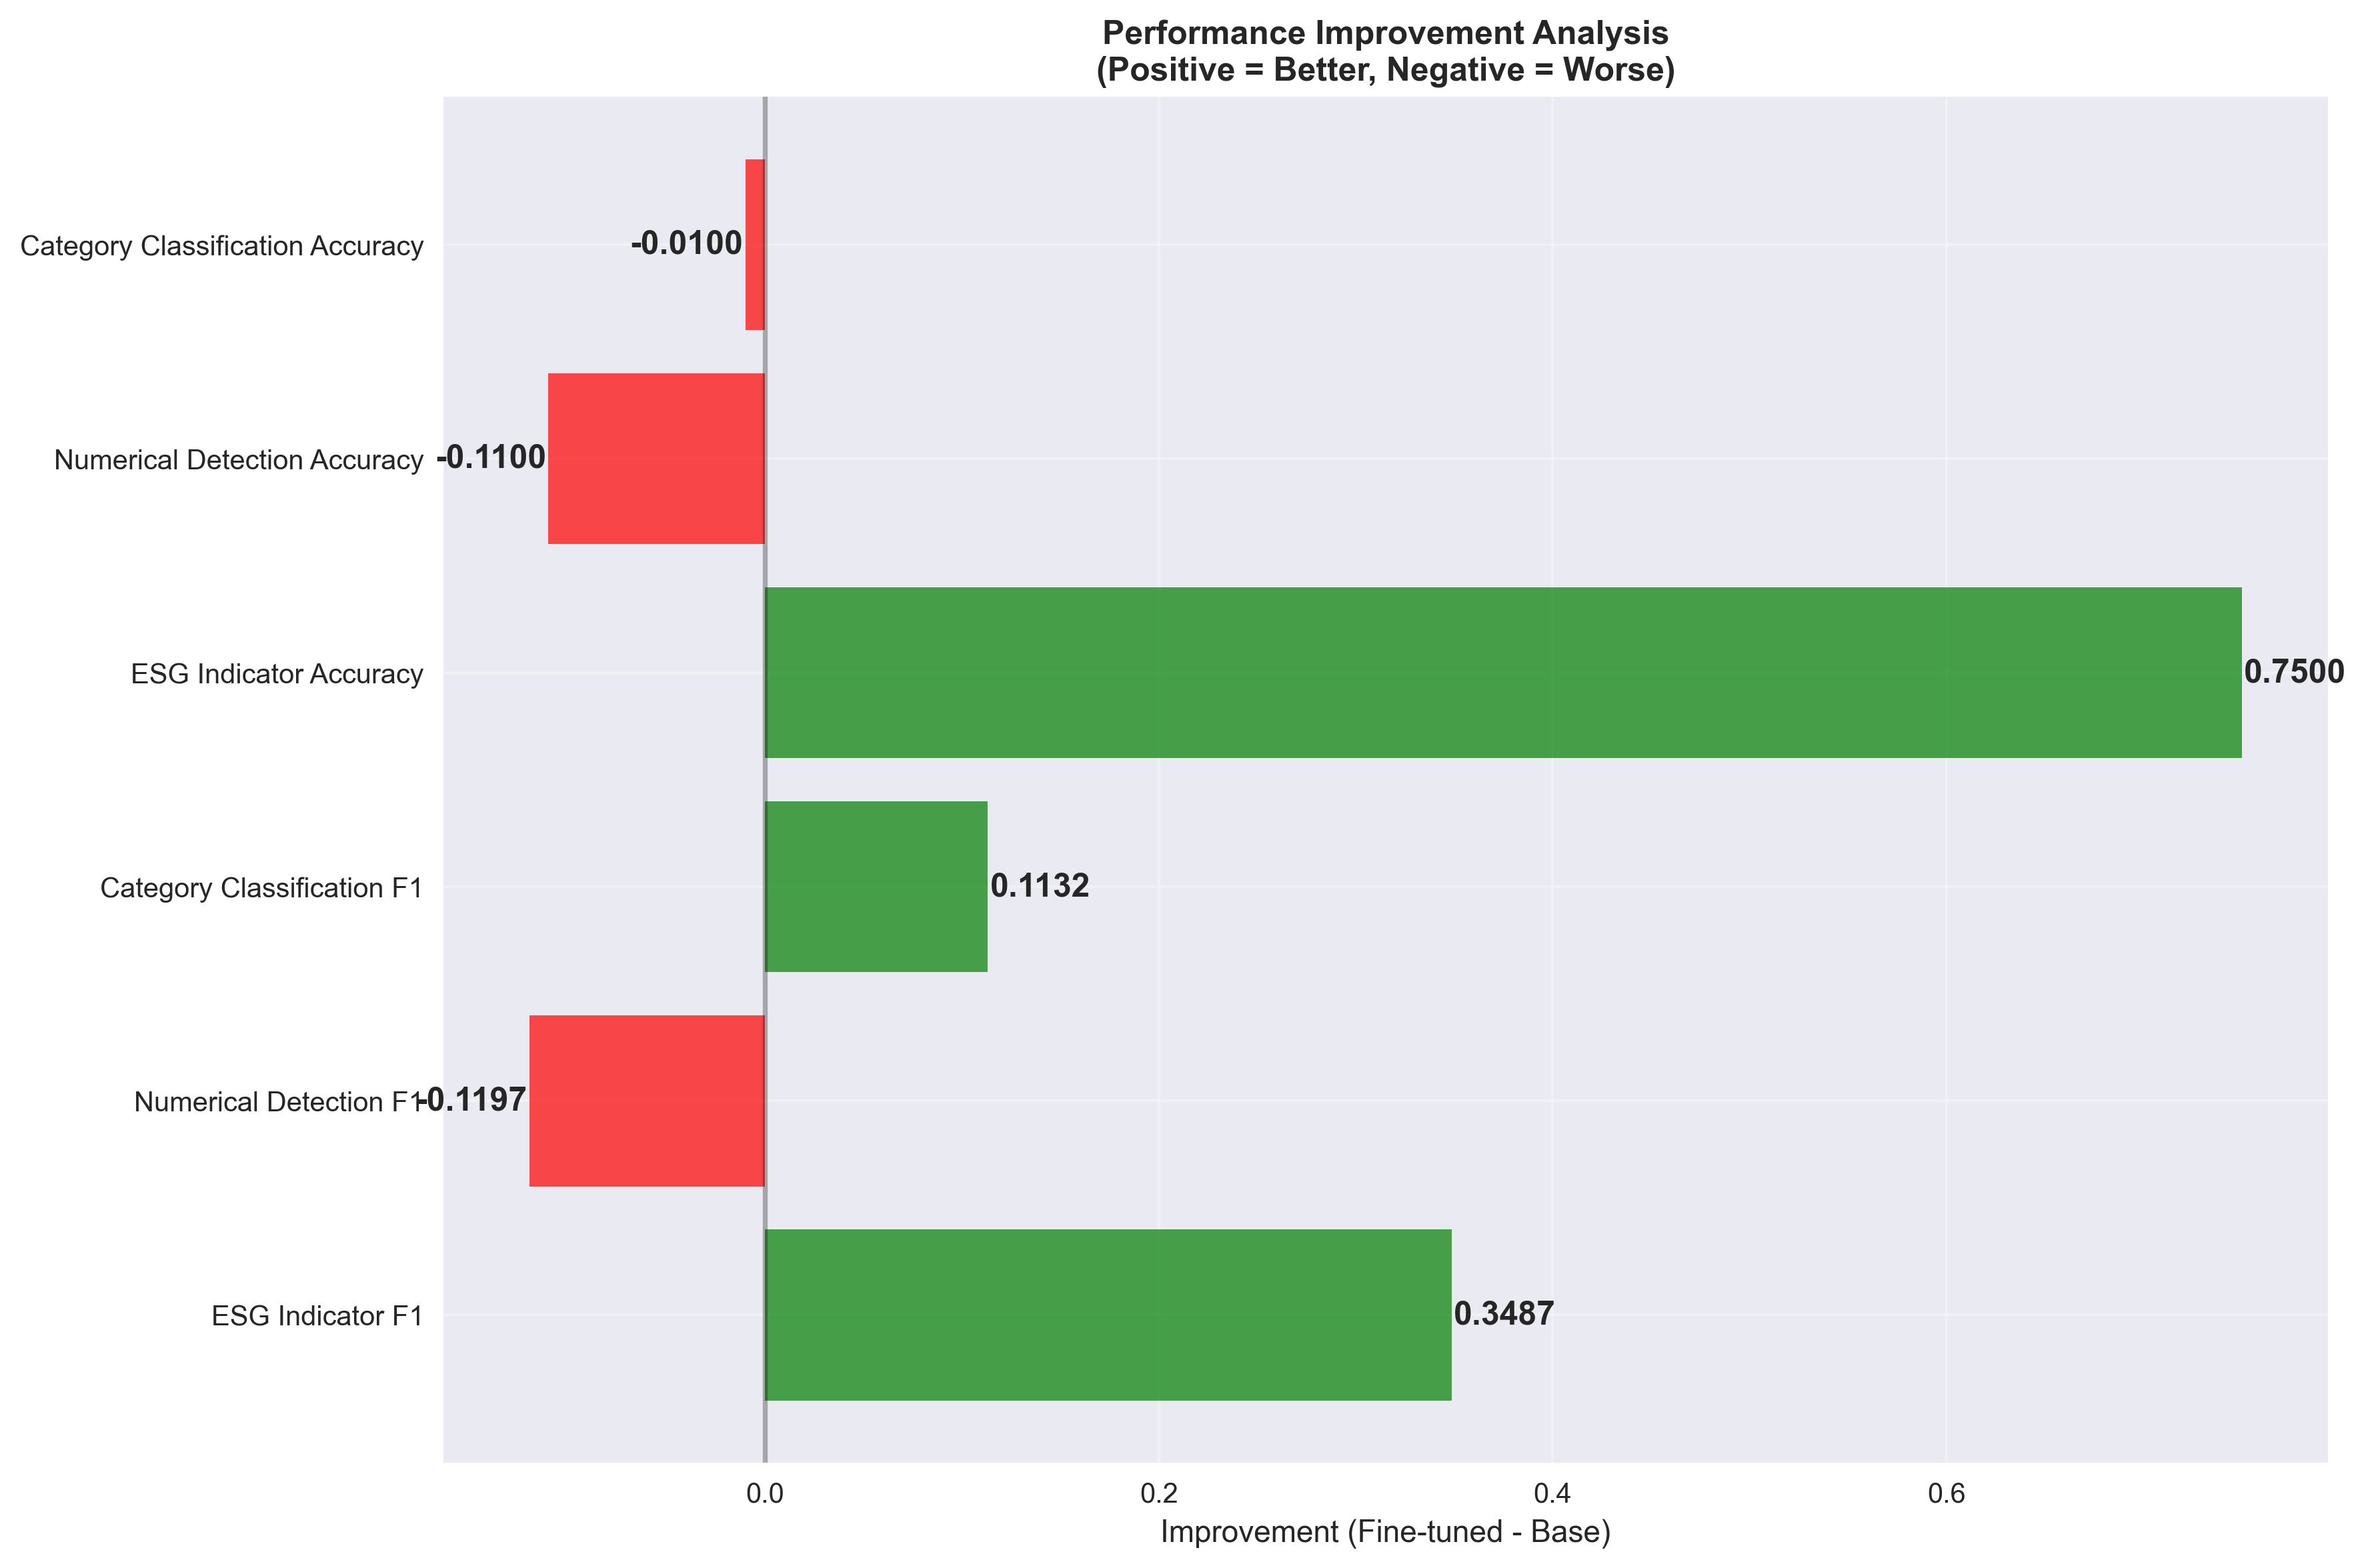 Performance Improvement Analysis
(Positive = Better, Negative = Worse)
Category Classification Accuracy
-0.0100
Numerical Detection Accuracy
-0.1100
ESG Indicator Accuracy
0.7500
Category Classification F1
0.1132
Numerical Detection F1
-0.1197
ESG Indicator F1
0.3487
0.0
0.2
0.4
0.6
Improvement (Fine-tuned - Base)